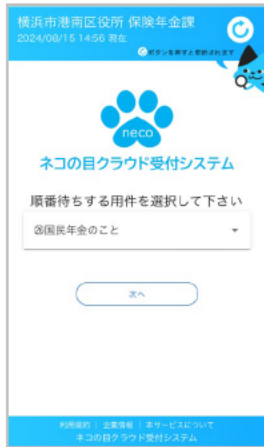 横浜市港南区役所 保険年金課
2024/08/15 14:56 現在
ボタンを押すと更新されます
neco
ネコの目クラウド受付システム
順番待ちする用件を選択して下さい
⑳国民年金のこと
次へ
利用規約 | 企業情報 | 本サービスについて
ネコの目クラウド受付システム